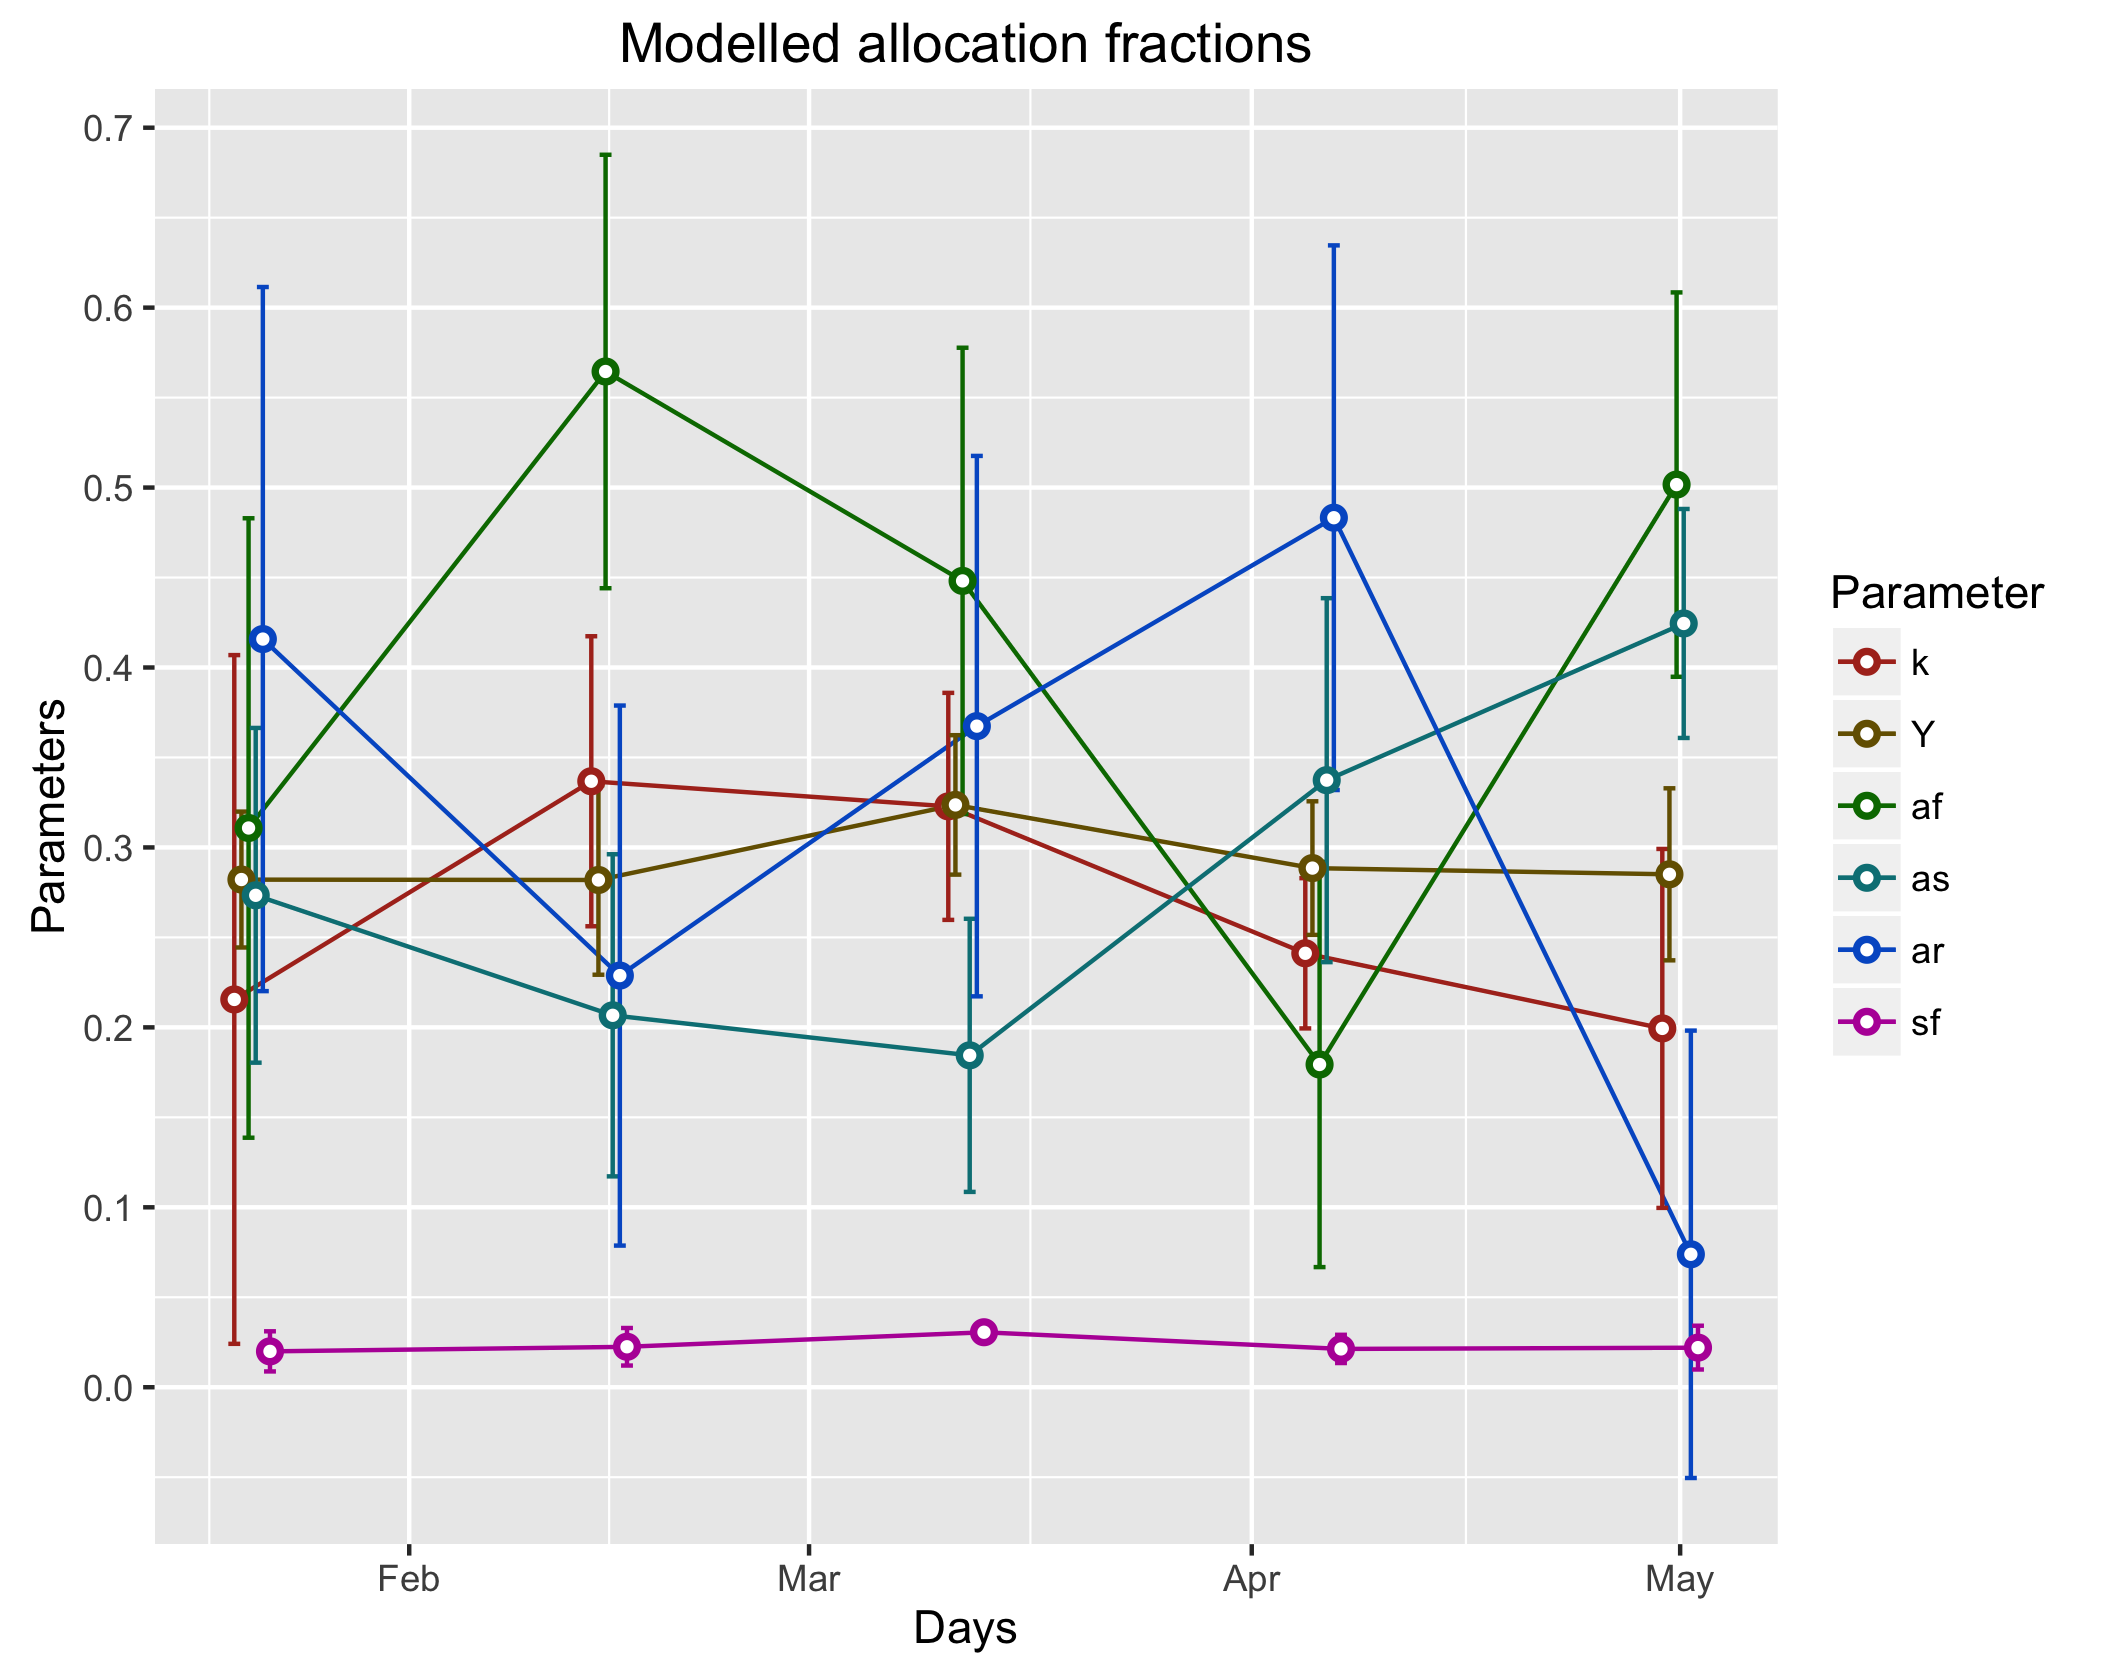 Modelled allocation fractions
0.7
0.6
0.5
0.4
0.3
0.2
0.1
0.0
Parameters
Feb Mar Apr May
Days
Parameter
k
Y
af
as
ar
sf